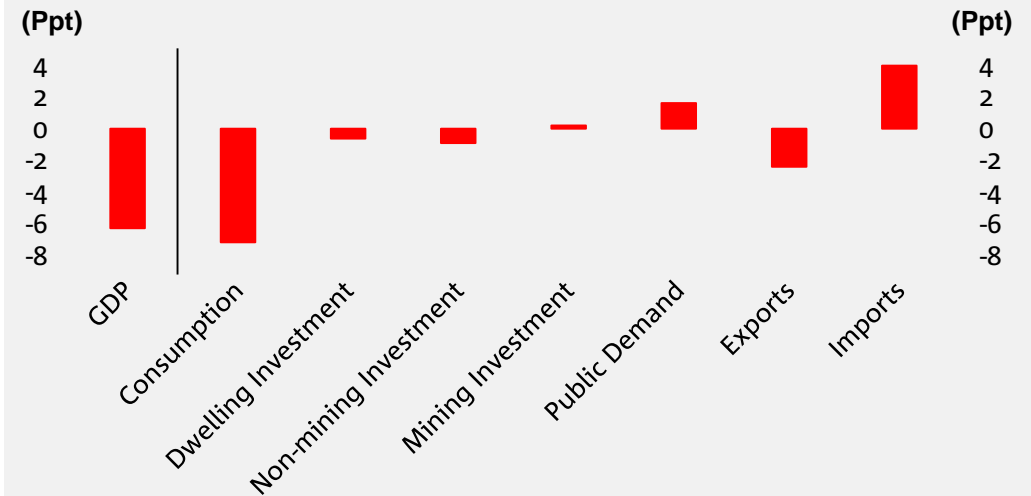 (Ppt) (Ppt)
4 4
2 2
0 0
-2 -2
-4 -4
-6 -6
-8 -8
GDP
Consumption
Dwelling Investment
Non-mining Investment
Mining Investment
Public Demand
Exports
Imports